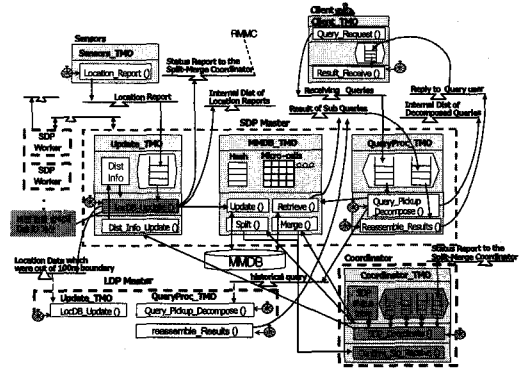 Client
Client_TMO
Query_Request ()
Result_Receive ()
RMMC
Sensors
Sensors_TMO
Location_Report ()
Status Report to the
Split-Merge Coordinator
Receiving Queries
Reply to Query user
Location Report
Internal Dist of
Location Reports
Result of Sub Queries
Internal Dist of
Decomposed Queries
SDP Master
SDP
Worker
SDP
Worker
Update_TMO
Dist
Info
LocDB_Update ()
Dist_Info_Update ()
MMDB_TMO
Hash
Micro-cells
Update ()
Retrieve ()
Split ()
Merge ()
MMDB
QueryProc_TMO
Query_Pickup
Decompose ()
Reassemble_Results ()
Status Report to the
Split-Merge Coordinator
Location Data which
were out of 100m boundary
historical query
LDP Master
Update_TMO
LocDB_Update ()
QueryProc_TMO
Query_Pickup_Decompose ()
reassemble_Results ()
Coordinator
Coordinator_TMO